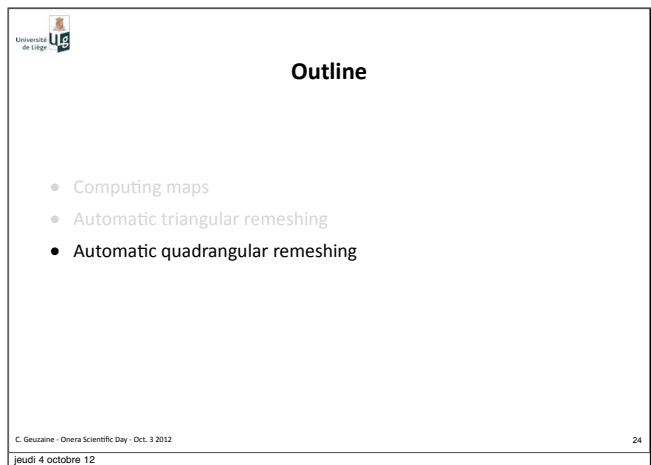 Université
de Liège
ULg
Outline
● Computing maps
● Automatic triangular remeshing
● Automatic quadrangular remeshing
C. Geuzaine - Onera Scientific Day - Oct. 3 2012
24
jeudi 4 octobre 12